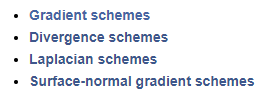 Gradient schemes
Divergence schemes
Laplacian schemes
Surface-normal gradient schemes